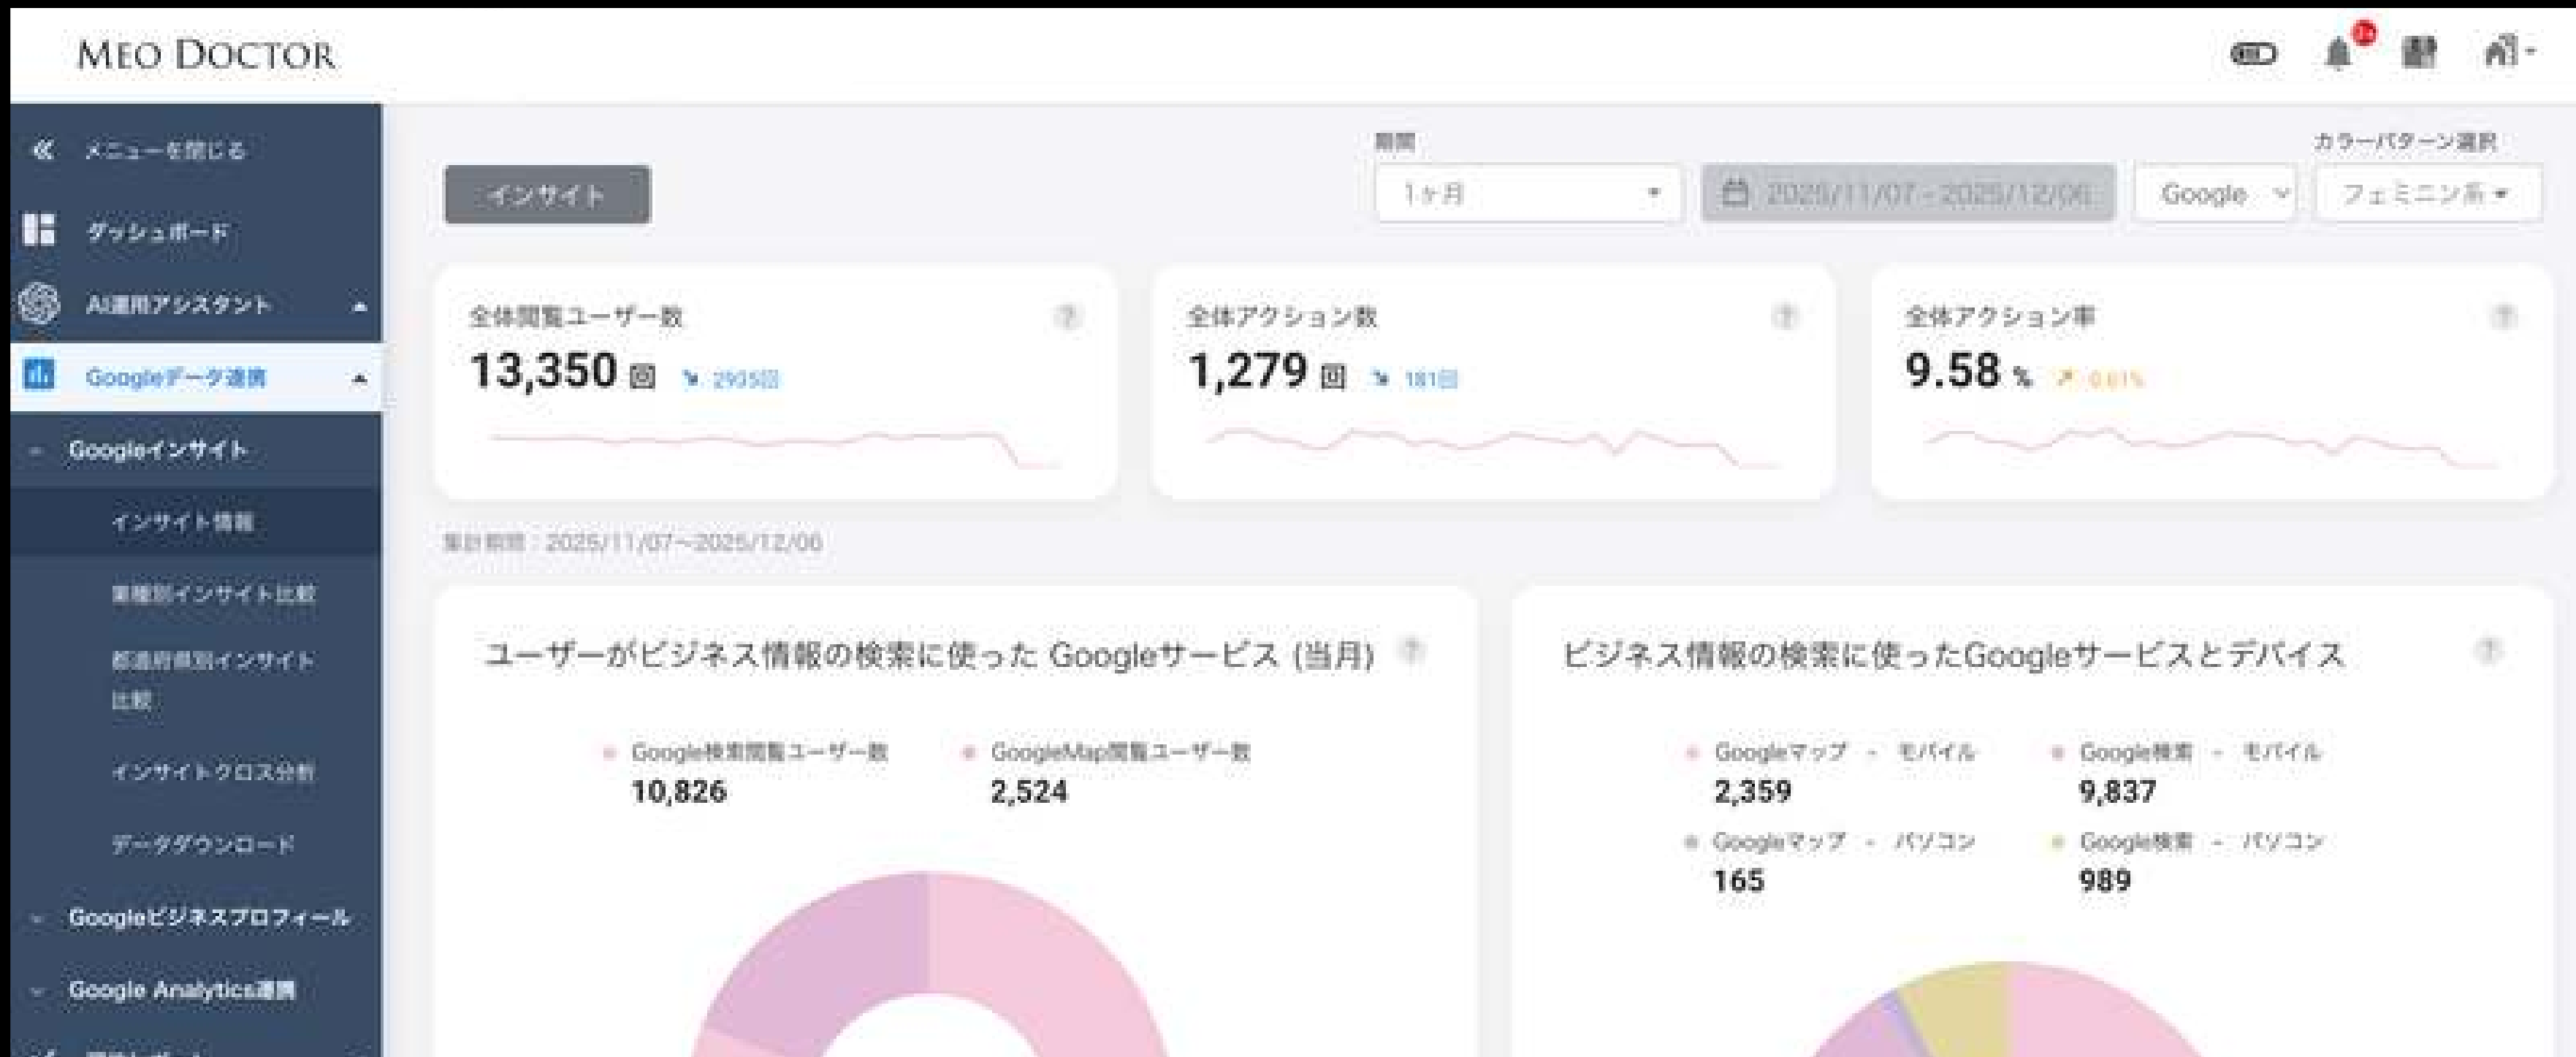 MEO DOCTOR
メニューを閉じる
ダッシュボード
AI運用アシスタント
Googleデータ連携
Googleインサイト
インサイト情報
業種別インサイト比較
都道府県別インサイト
比較
インサイトクロス分析
データダウンロード
Googleビジネスプロフィール
Google Analytics連携
インサイト
期間
1ヶ月
2025/11/07 - 2025/12/06
Google
カラーパターン選択
フェミニン系
全体閲覧ユーザー数
13,350 回 2935回
全体アクション数
1,279 回 181回
全体アクション率
9.58 % 0.61%
集計期間：2025/11/07～2025/12/06
ユーザーがビジネス情報の検索に使った Googleサービス (当月)
Google検索閲覧ユーザー数
10,826
GoogleMap閲覧ユーザー数
2,524
ビジネス情報の検索に使ったGoogleサービスとデバイス
Googleマップ - モバイル
2,359
Google検索 - モバイル
9,837
Googleマップ - パソコン
165
Google検索 - パソコン
989